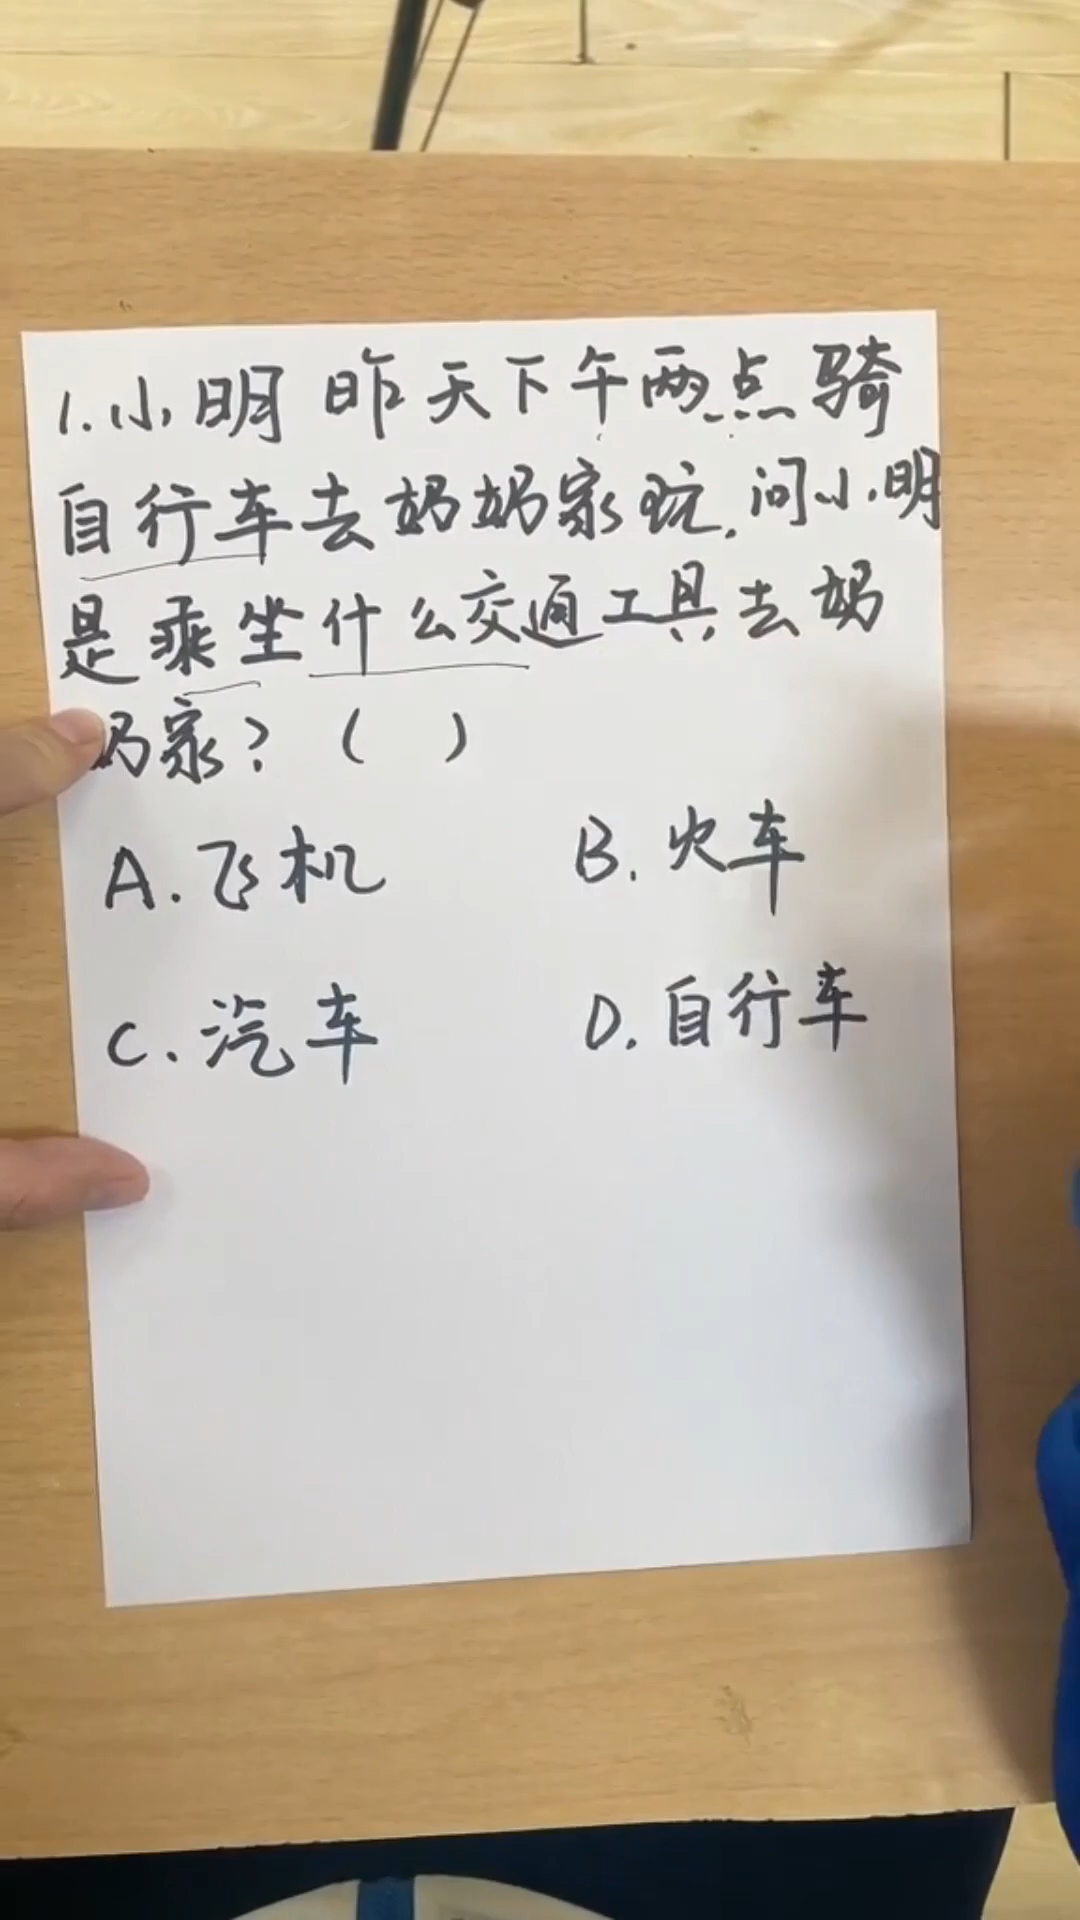 1.小明昨天下午两点骑
自行车去奶奶家玩.问小明
是乘坐什么交通工具去奶
奶家?( )
A.飞机 B.火车
C.汽车 D.自行车